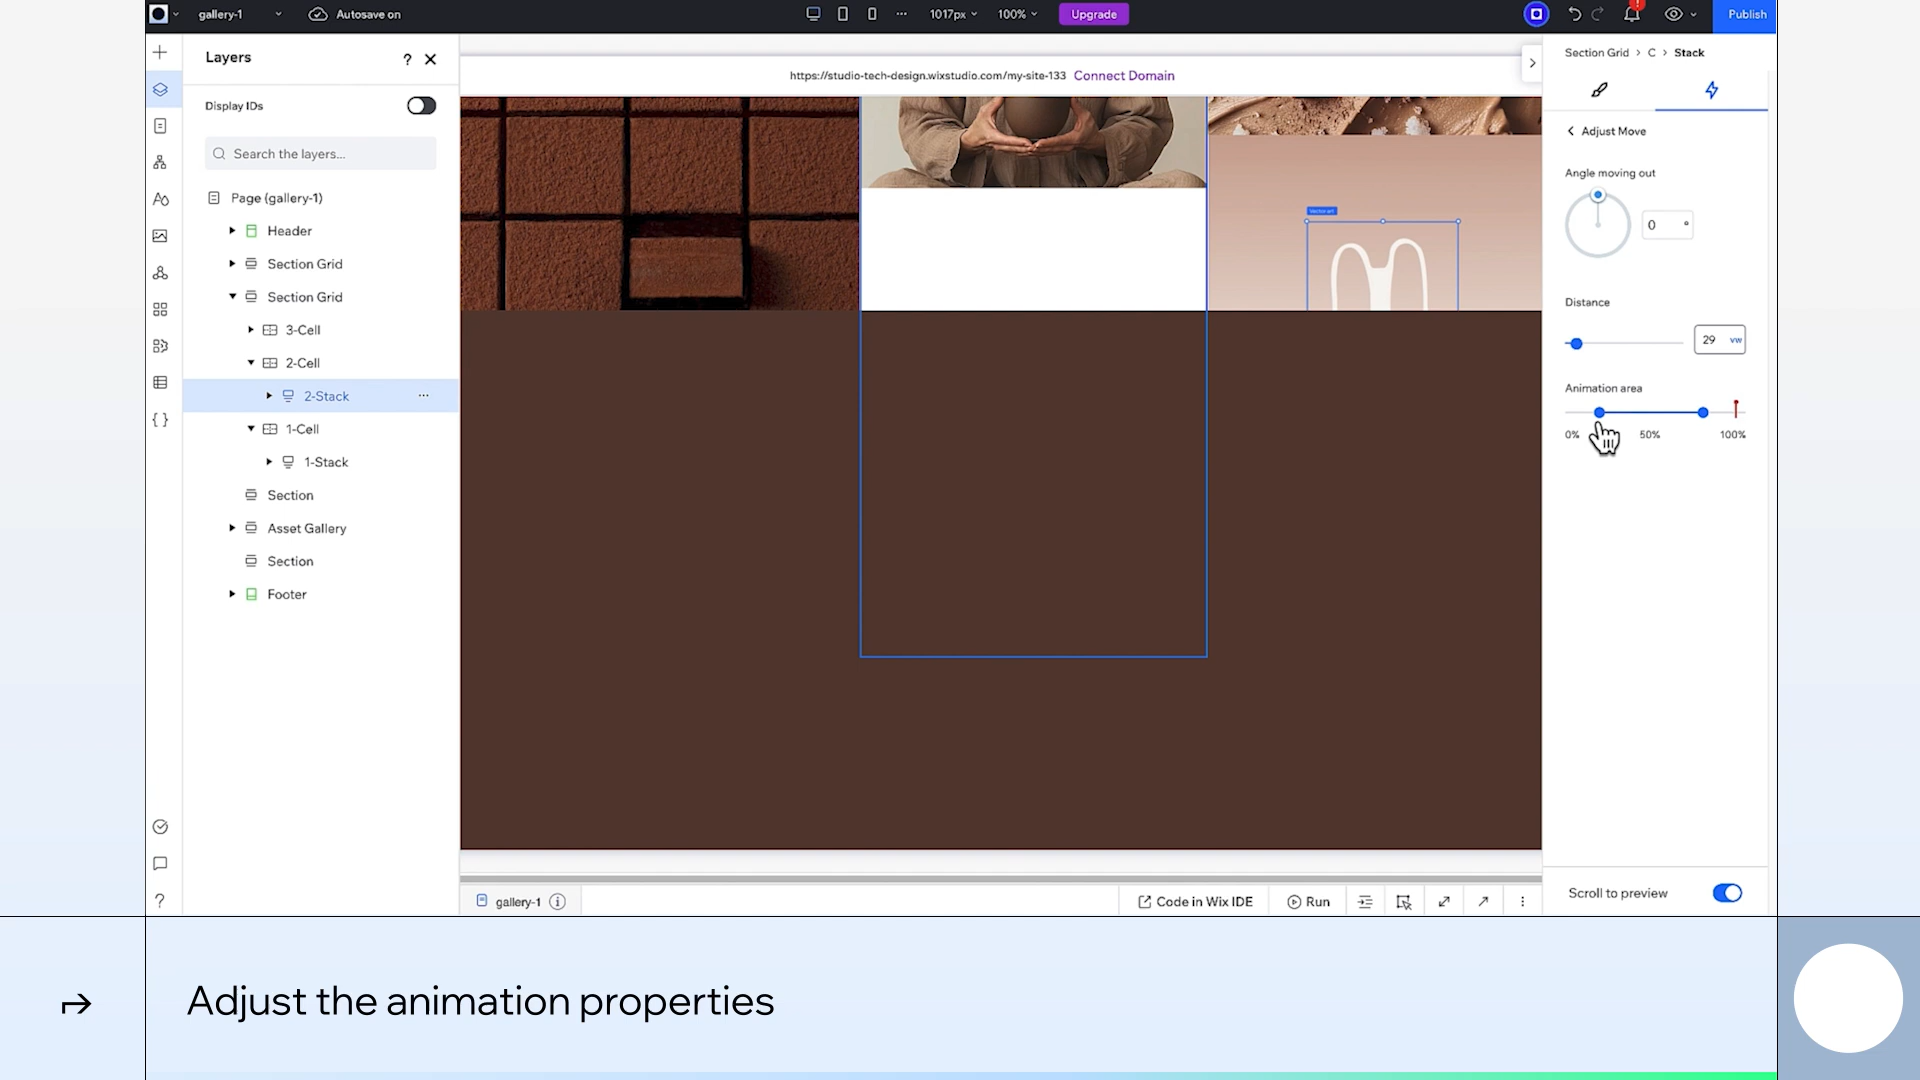 gallery-1
Autosave on
1017px
100%
Upgrade
Publish
Layers
?
Display IDs
Search the layers...
Page (gallery-1)
Header
Section Grid
Section Grid
3-Cell
2-Cell
2-Stack
1-Cell
1-Stack
Section
Asset Gallery
Section
Footer
https://studio-tech-design.wixstudio.com/my-site-133 Connect Domain
Vector art
Section Grid > C > Stack
Adjust Move
Angle moving out
0 °
Distance
29 vw
Animation area
0% 50% 100%
Scroll to preview
gallery-1
Code in Wix IDE
Run
?
Adjust the animation properties